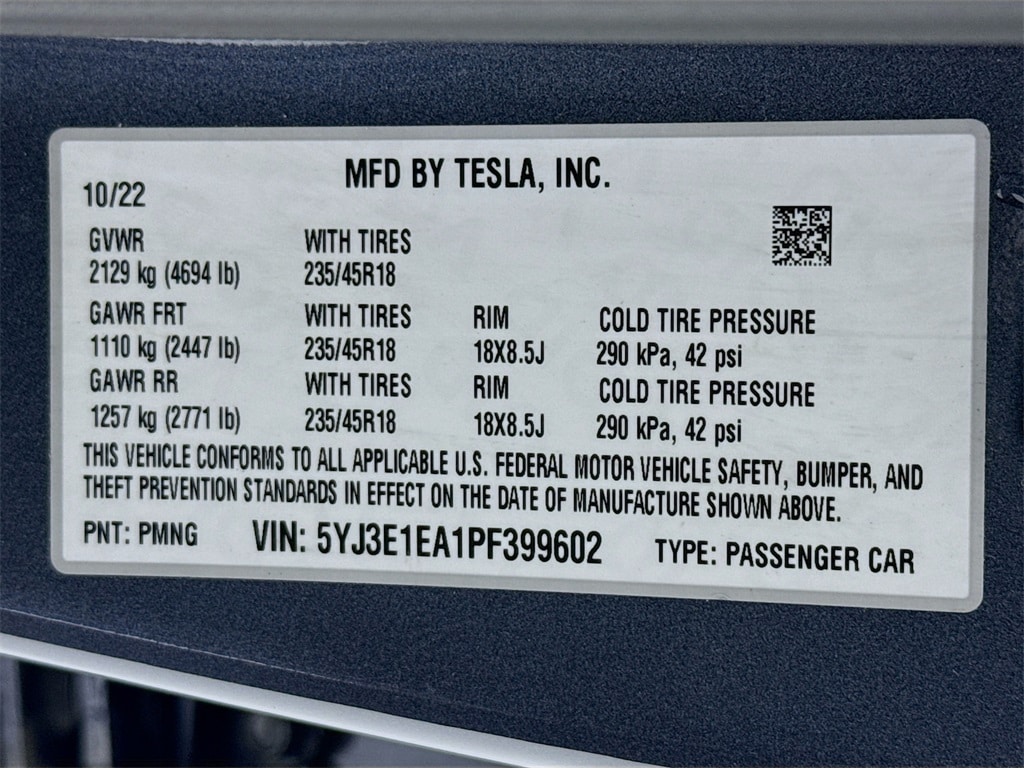 MFD BY TESLA, INC.
10/22
GVWR WITH TIRES
2129 kg (4694 lb) 235/45R18
GAWR FRT WITH TIRES RIM COLD TIRE PRESSURE
1110 kg (2447 lb) 235/45R18 18X8.5J 290 kPa, 42 psi
GAWR RR WITH TIRES RIM COLD TIRE PRESSURE
1257 kg (2771 lb) 235/45R18 18X8.5J 290 kPa, 42 psi
THIS VEHICLE CONFORMS TO ALL APPLICABLE U.S. FEDERAL MOTOR VEHICLE SAFETY, BUMPER, AND
THEFT PREVENTION STANDARDS IN EFFECT ON THE DATE OF MANUFACTURE SHOWN ABOVE.
PNT: PMNG VIN: 5YJ3E1EA1PF399602 TYPE: PASSENGER CAR